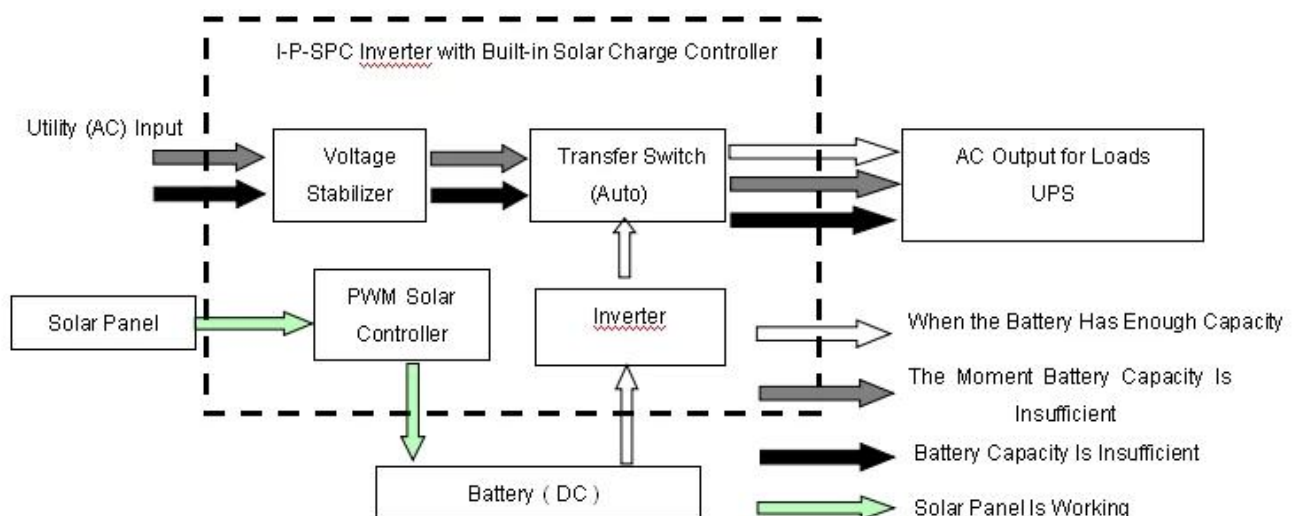 I-P-SPC Inverter with Built-in Solar Charge Controller
Utility (AC) Input
Voltage
Stabilizer
Transfer Switch
(Auto)
AC Output for Loads
UPS
Solar Panel
PWM Solar
Controller
Inverter
Battery ( DC )
When the Battery Has Enough Capacity
The Moment Battery Capacity Is
Insufficient
Battery Capacity Is Insufficient
Solar Panel Is Working